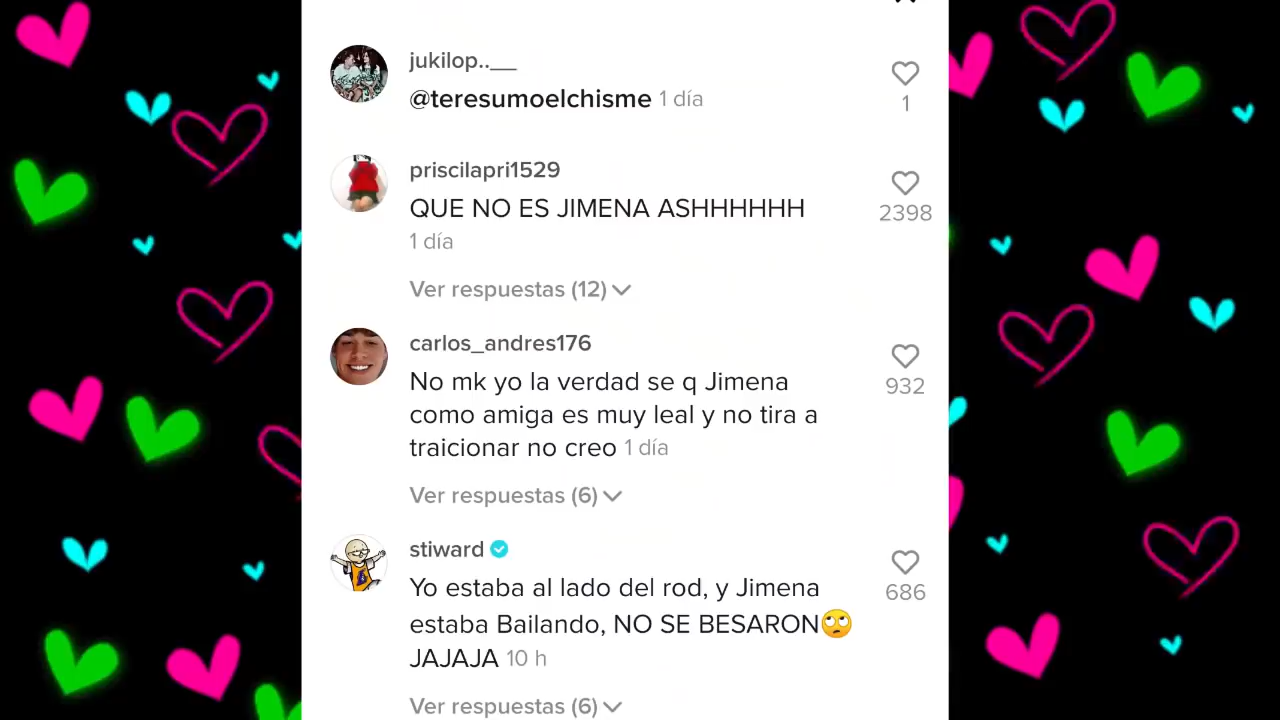 jukilop..__
@teresumoelchisme 1 día
1
priscilapri1529
QUE NO ES JIMENA ASHHHHHH
2398
1 día
Ver respuestas (12)
carlos_andres176
No mk yo la verdad se q Jimena
932
como amiga es muy leal y no tira a
traicionar no creo 1 día
Ver respuestas (6)
stiward
Yo estaba al lado del rod, y Jimena
686
estaba Bailando, NO SE BESARON🙄
JAJAJA 10 h
Ver respuestas (6)